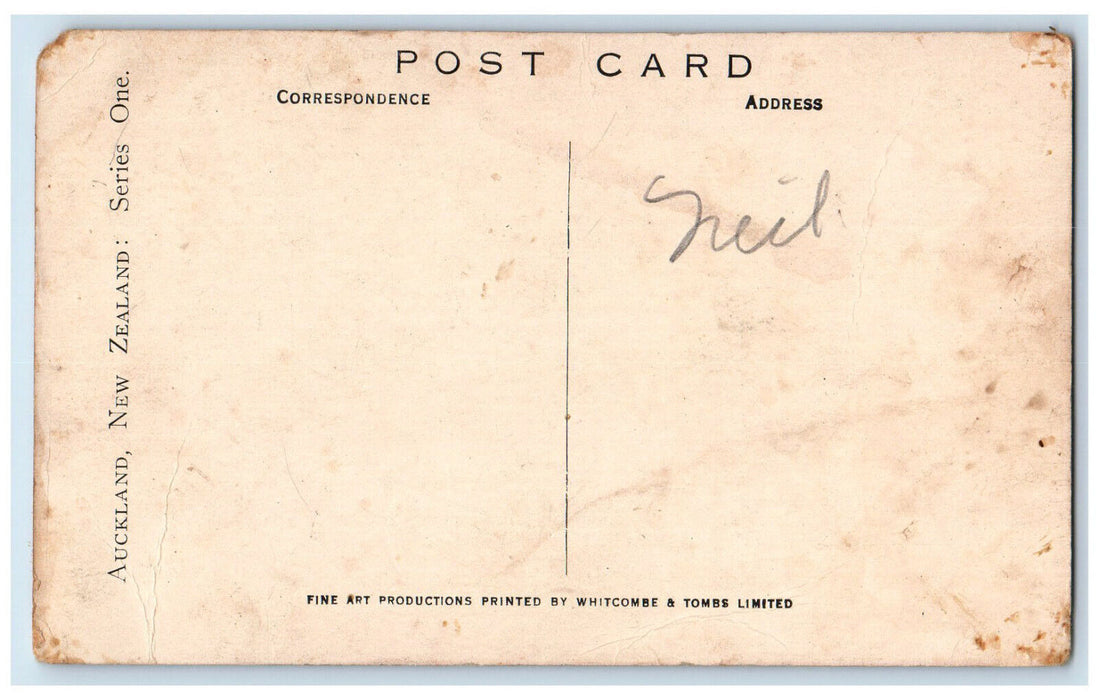 POST CARD
CORRESPONDENCE
ADDRESS
AUCKLAND, NEW ZEALAND: Series One.
Neil
FINE ART PRODUCTIONS PRINTED BY WHITCOMBE & TOMBS LIMITED